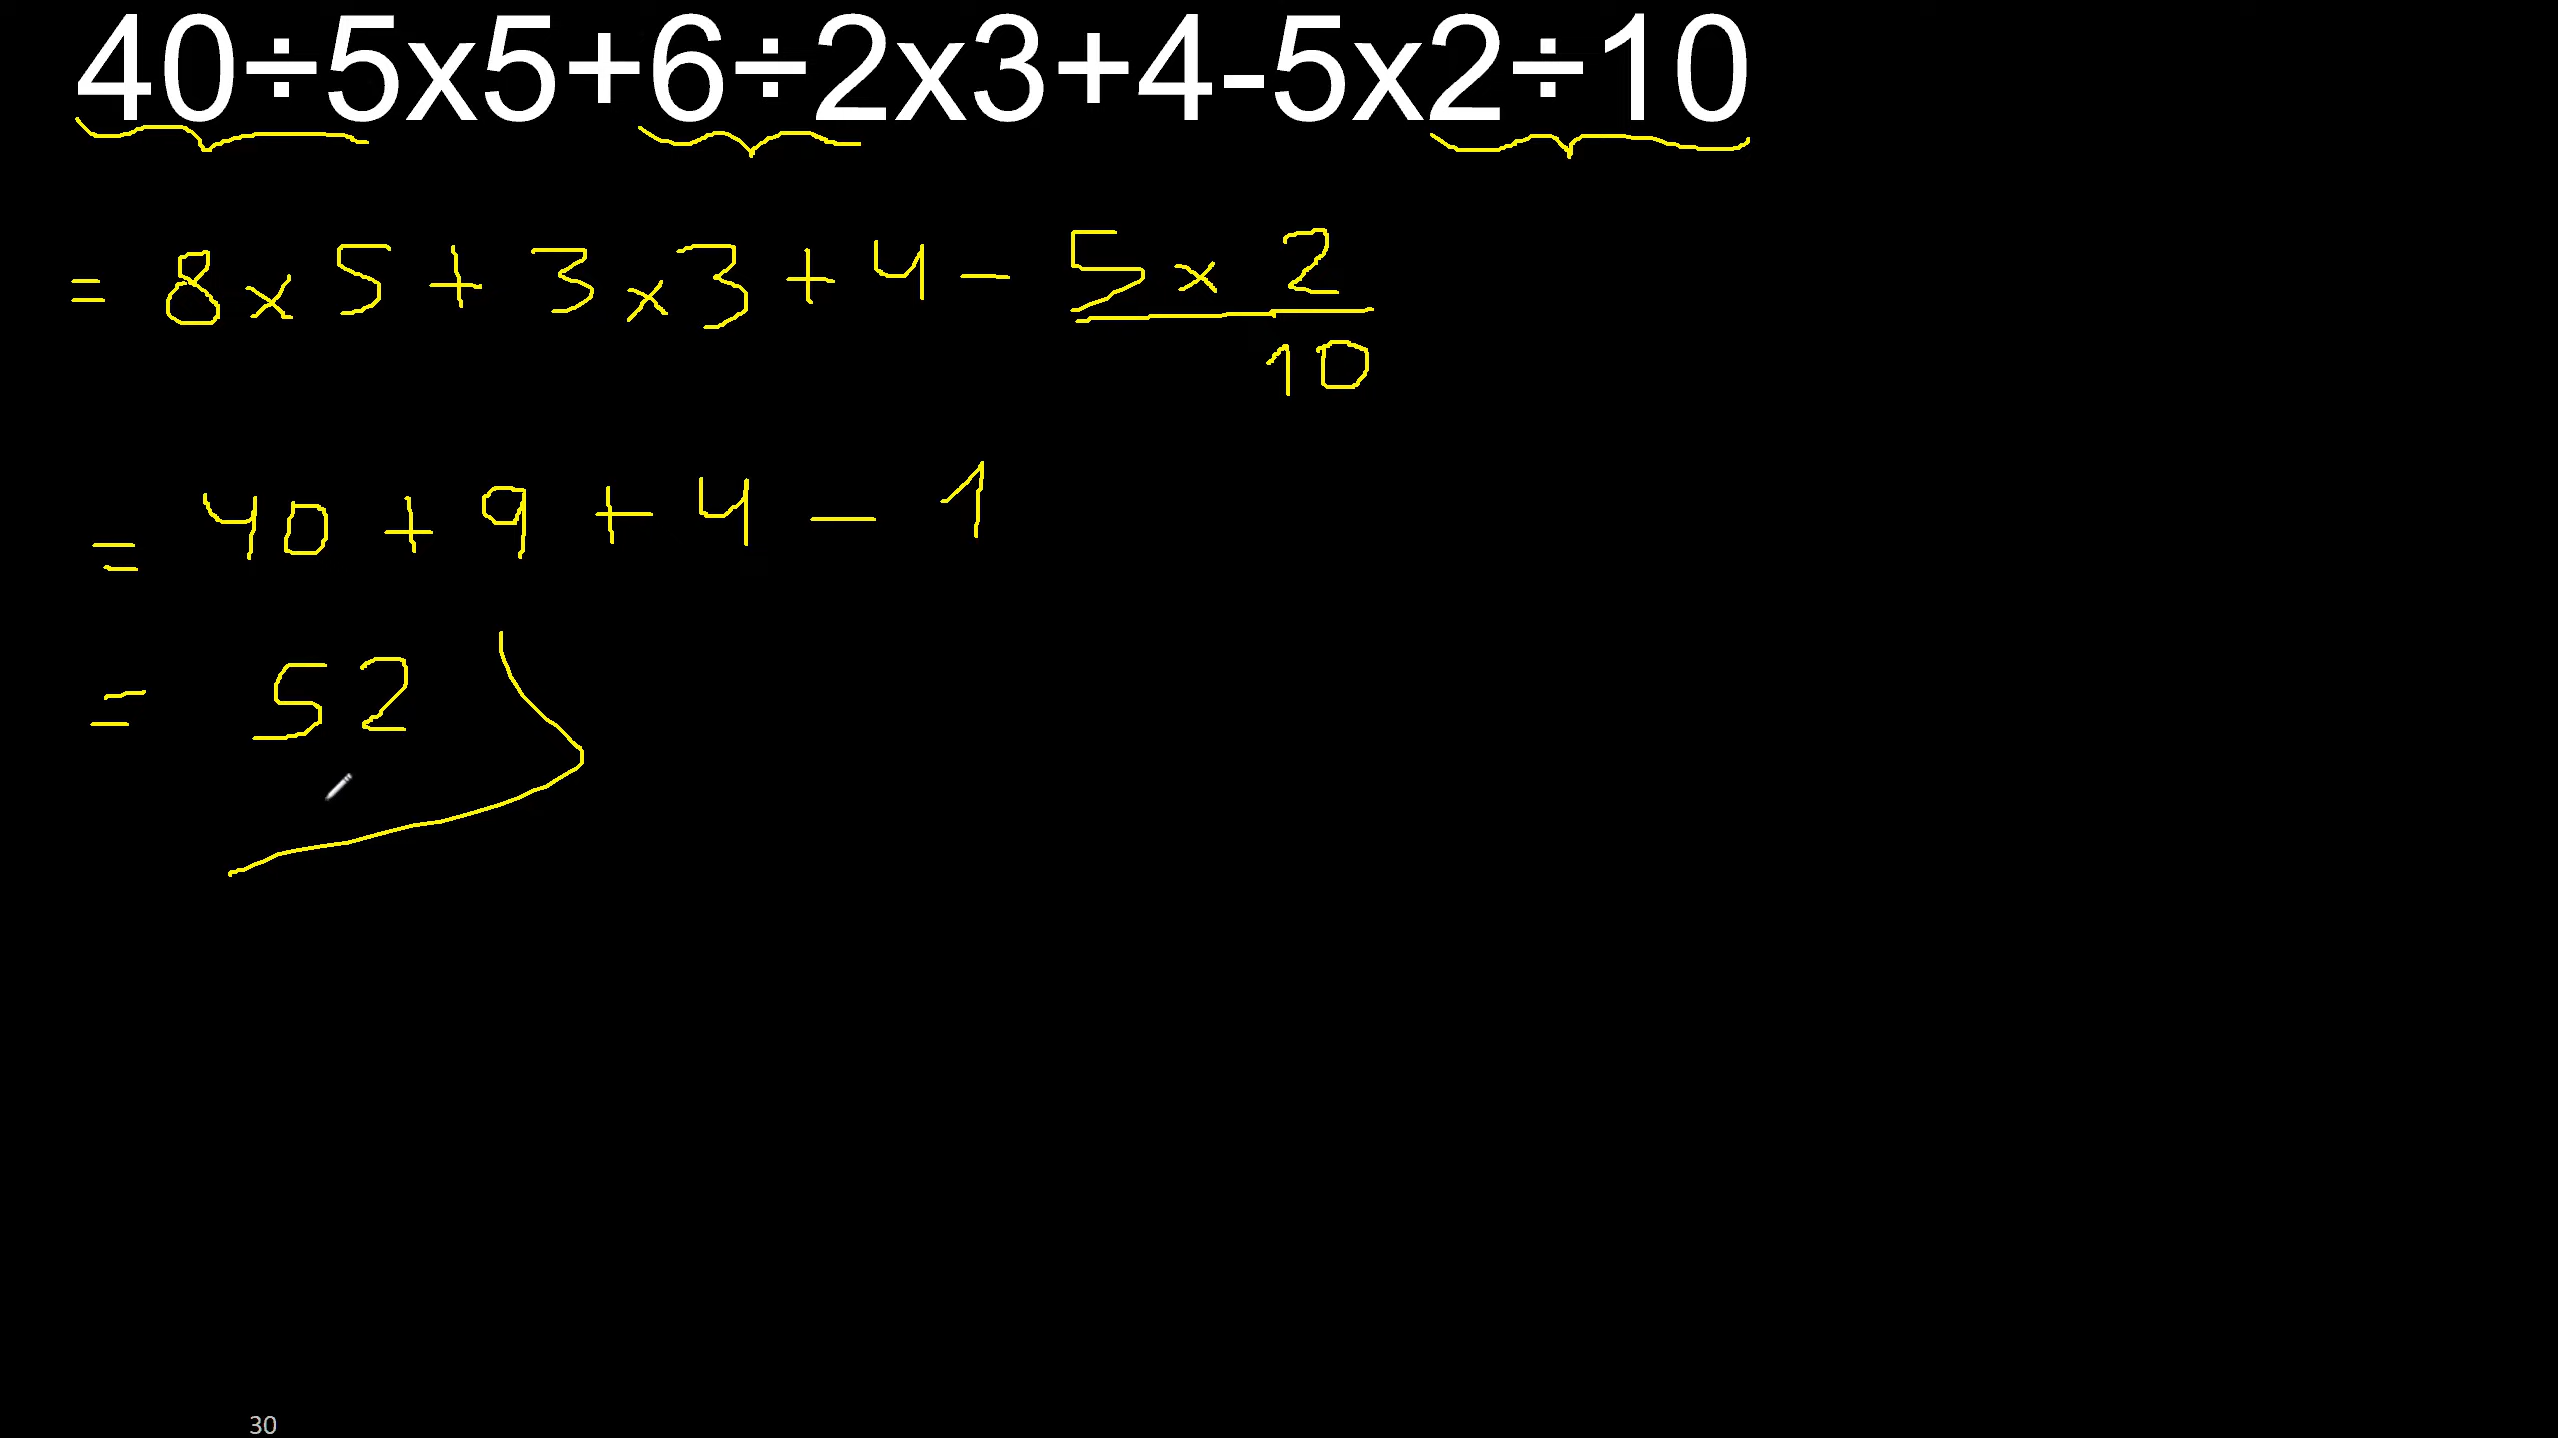 40÷5x5+6÷2x3+4-5x2÷10
= 8 x 5 + 3 x 3 + 4 - 5 x 2
10
= 40 + 9 + 4 - 1
= 52
30